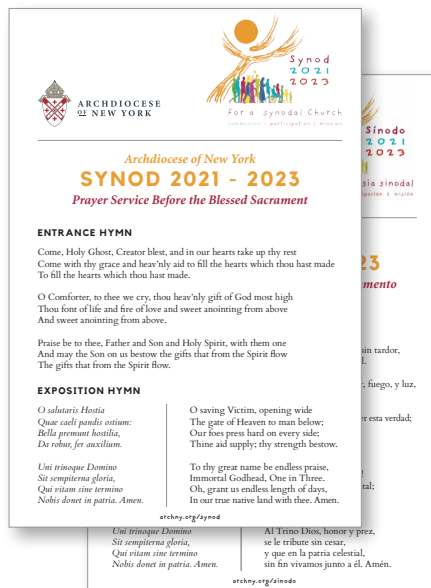 Synod
2021
2023
For a synodal Church
communion | participation | mission
ARCHDIOCESE
OF NEW YORK
Archdiocese of New York
SYNOD 2021 - 2023
Prayer Service Before the Blessed Sacrament
ENTRANCE HYMN
Come, Holy Ghost, Creator blest, and in our hearts take up thy rest
Come with thy grace and heav'nly aid to fill the hearts which thou hast made.
To fill the hearts which thou hast made.
O Comforter, to thee we cry, thou heav'nly gift of God most high
Thou font of life and fire of love and sweet anointing from above
And sweet anointing from above.
Praise be to thee, Father and Son and Holy Spirit, with them one
And may the Son on us bestow the gifts that from the Spirit flow
The gifts that from the Spirit flow.
EXPOSITION HYMN
O salutaris Hostia
Quae caeli pandis ostium:
Bella premunt hostilia,
Da robur, fer auxilium.
Uni trinoque Domino
Sit sempiterna gloria,
Qui vitam sine termino
Nobis donet in patria. Amen.
O saving Victim, opening wide
The gate of Heaven to man below;
Our foes press hard on every side;
Thine aid supply; thy strength bestow.
To thy great name be endless praise,
Immortal Godhead, One in Three.
Oh, grant us endless length of days,
In our true native land with thee. Amen.
archny.org/synod
Sínodo
2021
2023
sia sinodal
23
mento
sin tardor,
, fuego, y luz,
er esta verdad;
Uni trinoque Domino
Sit sempiterna gloria,
Qui vitam sine termino
Nobis donet in patria. Amen.
Al Trino Dios, honor y prez,
se le tribute sin cesar,
y que en la patria celestial,
sin fin vivamos junto a él. Amén.
archny.org/sinodo